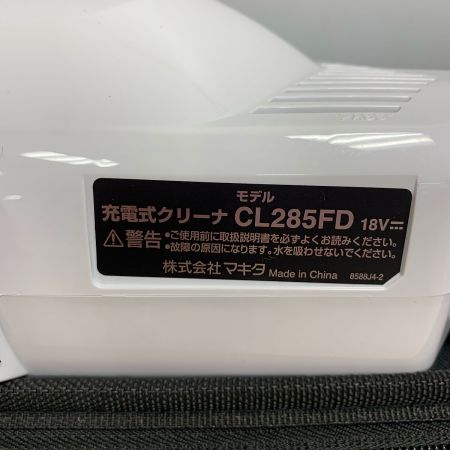 モデル
充電式クリーナ CL285FD 18V⎓
⚠警告 •ご使用前に取扱説明書を必ずよくお読みください。
•故障の原因になります。水を吸わせないでください。
株式会社 マキタ Made in China 8588J4-2